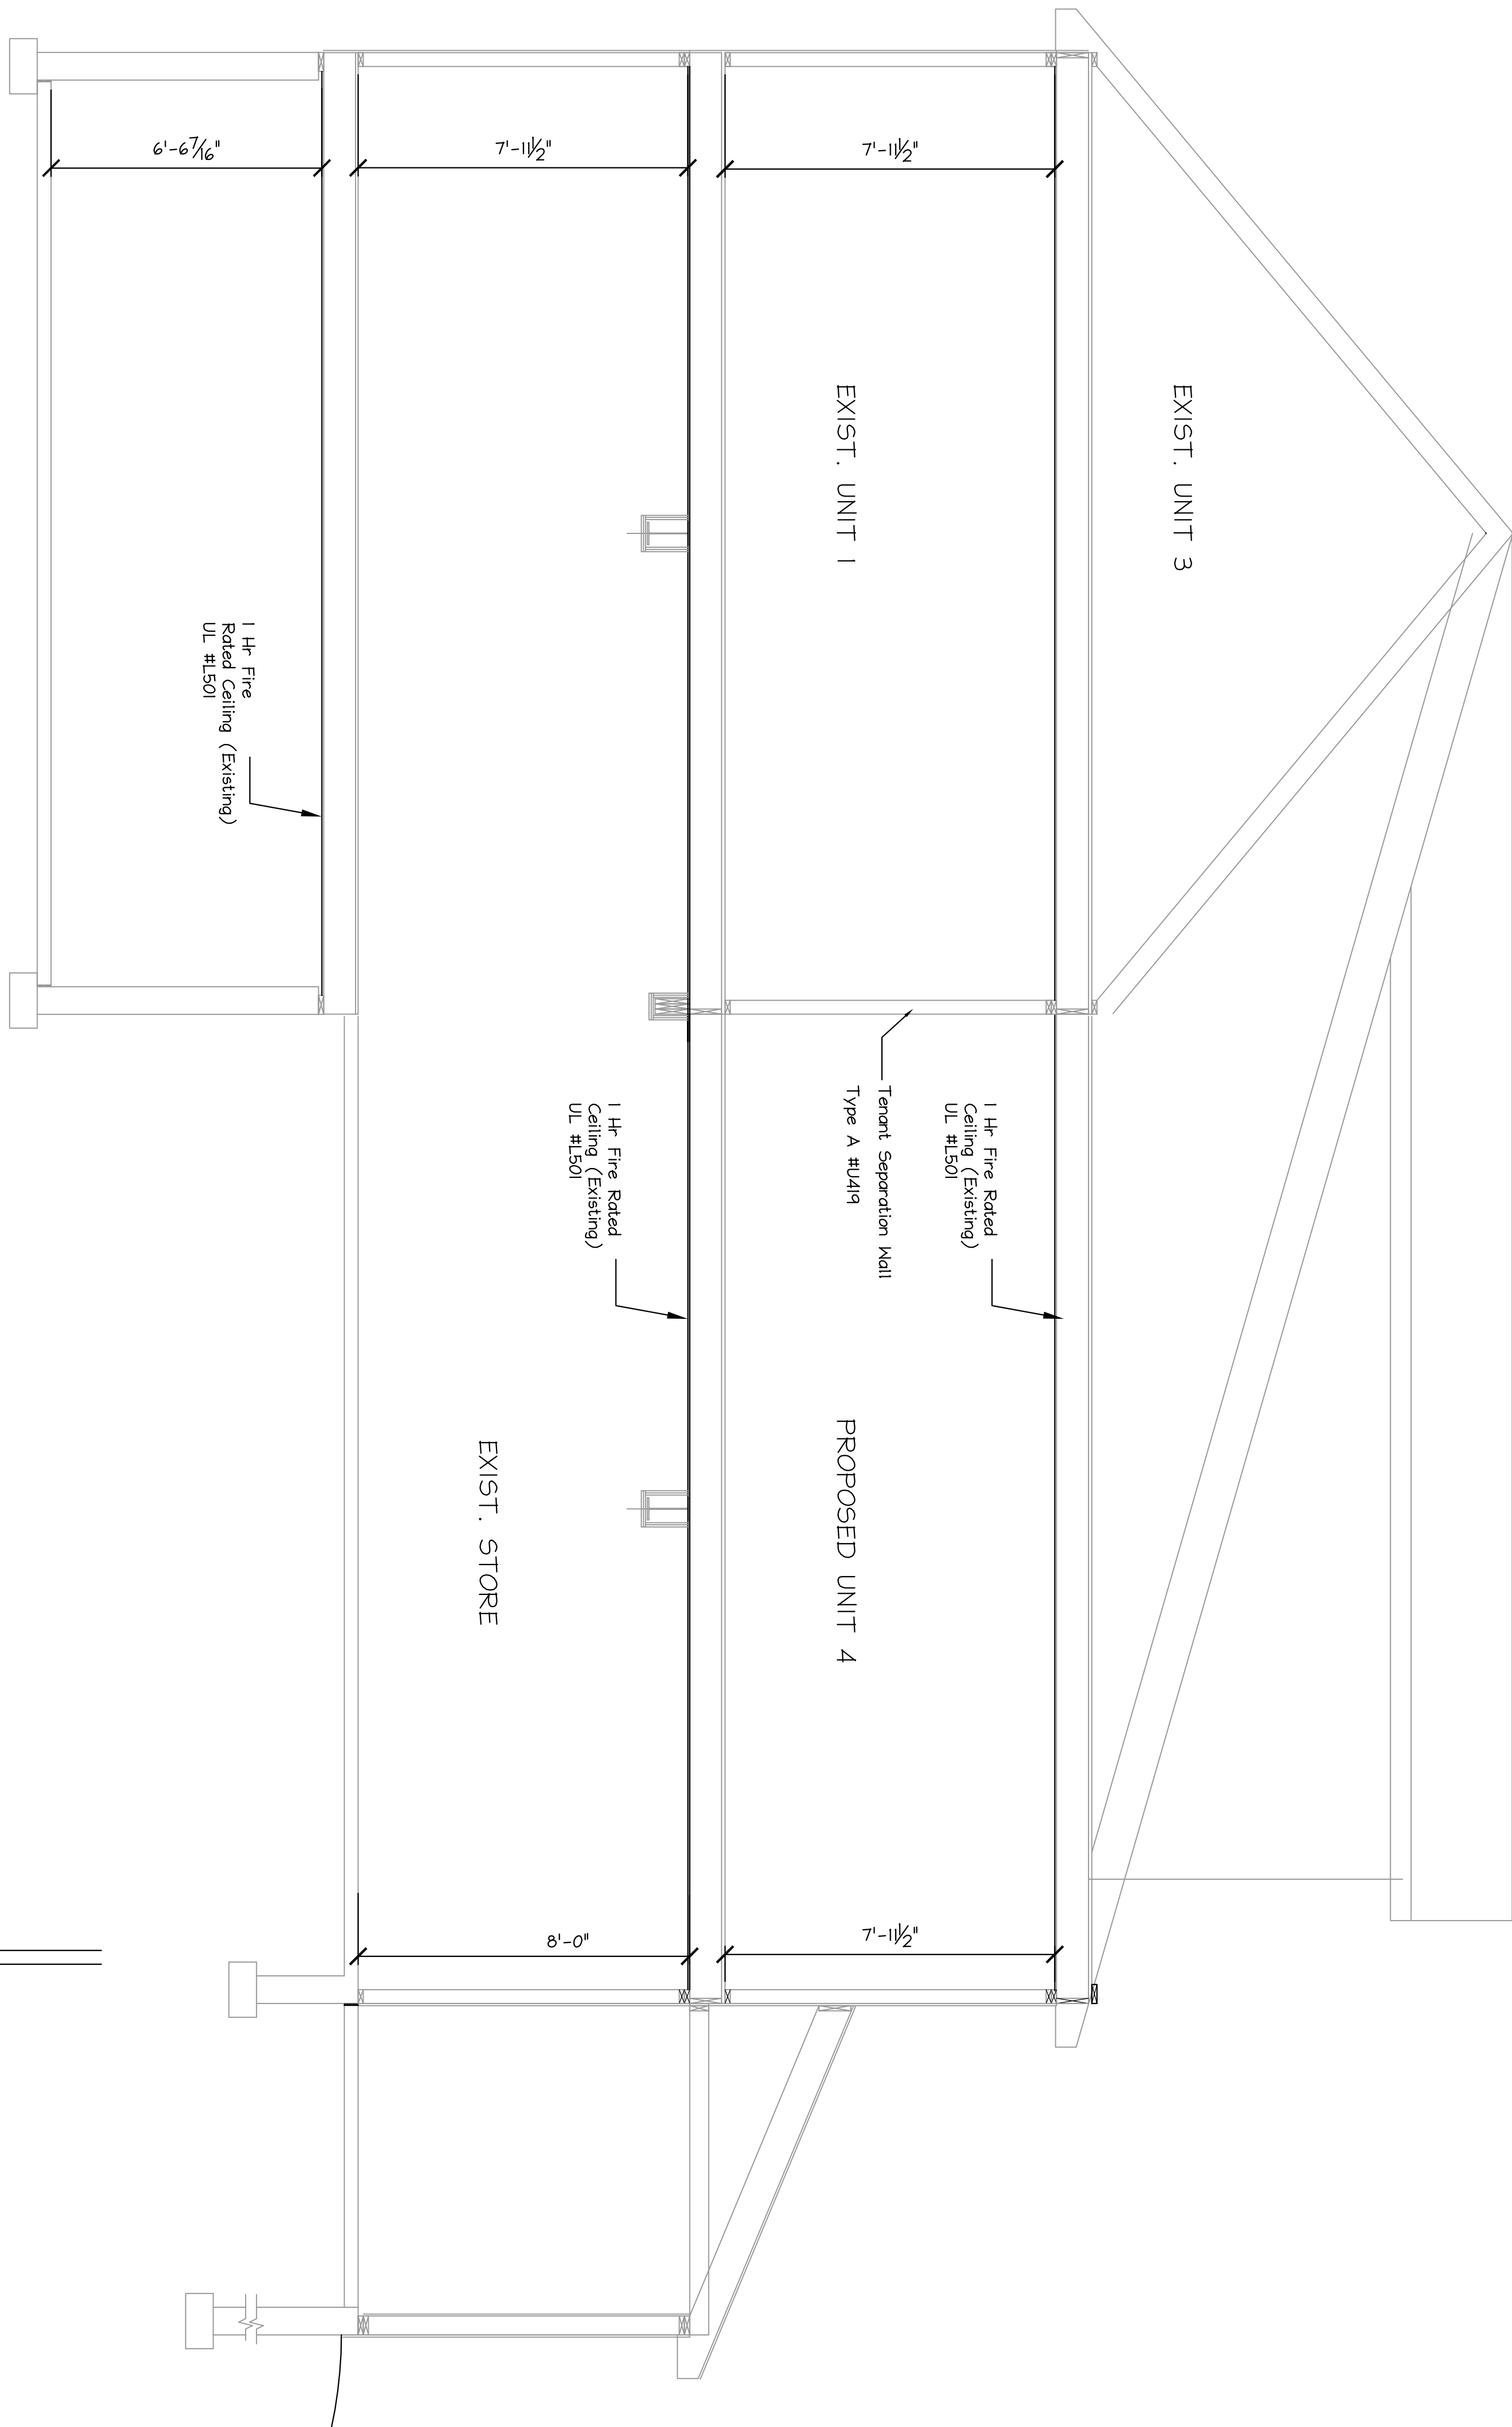 EXIST. UNIT 3
EXIST. UNIT 1
7'-11 1/2"
7'-11 1/2"
6'-6 7/16"
1 Hr Fire
Rated Ceiling (Existing)
UL #L501
1 Hr Fire Rated
Ceiling (Existing)
UL #L501
Tenant Separation Wall
Type A #U419
1 Hr Fire Rated
Ceiling (Existing)
UL #L501
PROPOSED UNIT 4
EXIST. STORE
7'-11 1/2"
8'-0"